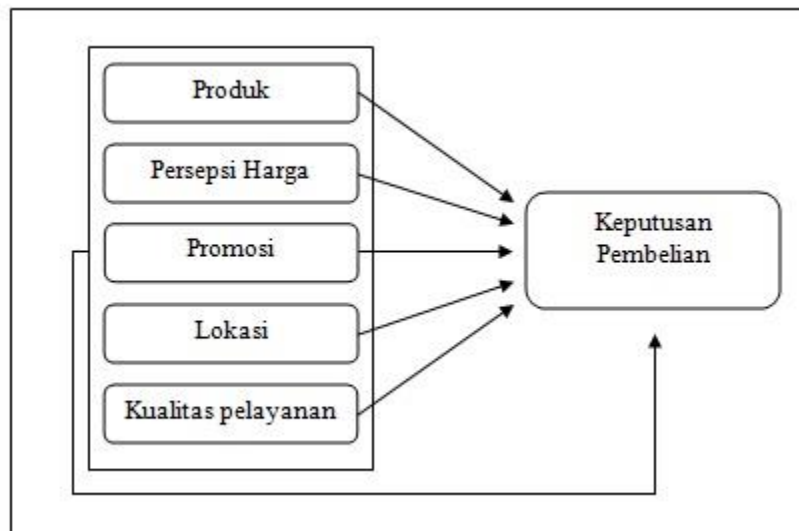 Produk
Persepsi Harga
Promosi
Lokasi
Kualitas pelayanan
Keputusan
Pembelian